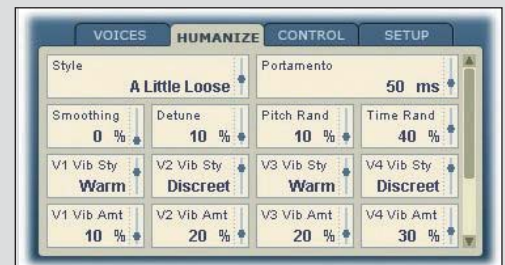 VOICES HUMANIZE CONTROL SETUP
Style Portamento
A Little Loose 50 ms
Smoothing Detune Pitch Rand Time Rand
0 % 10 % 10 % 40 %
V1 Vib Sty V2 Vib Sty V3 Vib Sty V4 Vib Sty
Warm Discreet Warm Discreet
V1 Vib Amt V2 Vib Amt V3 Vib Amt V4 Vib Amt
10 % 20 % 20 % 30 %